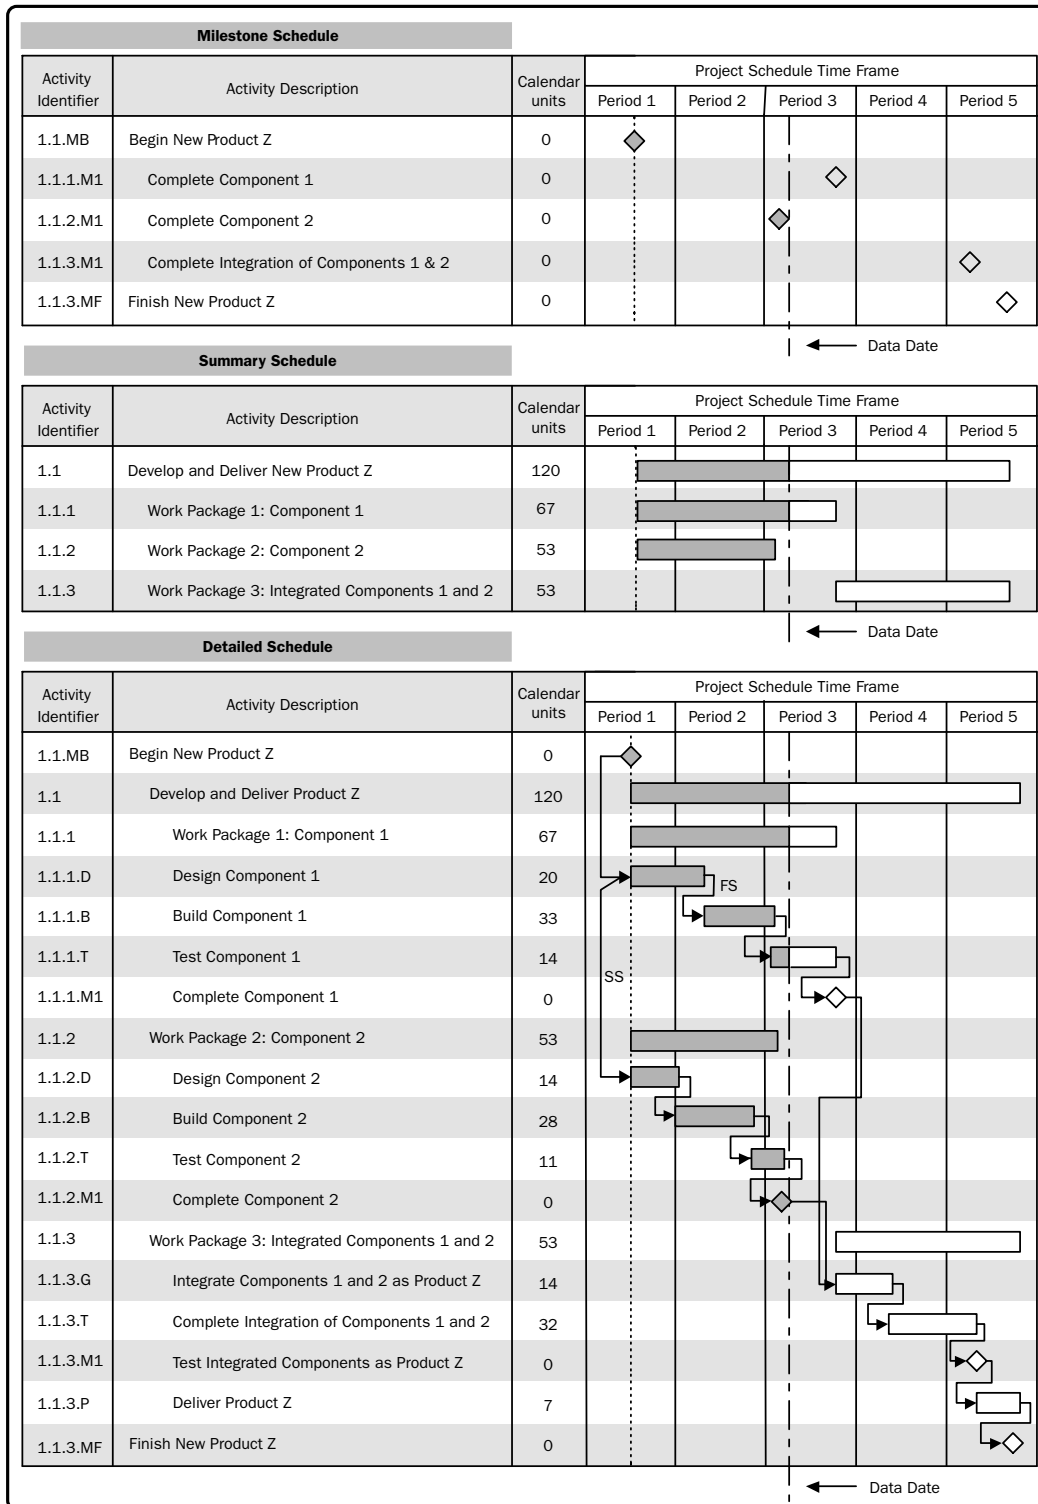 Milestone Schedule
Activity Identifier Activity Description Calendar units Project Schedule Time Frame
Period 1 Period 2 Period 3 Period 4 Period 5
1.1.MB Begin New Product Z 0
1.1.1.M1 Complete Component 1 0
1.1.2.M1 Complete Component 2 0
1.1.3.M1 Complete Integration of Components 1 & 2 0
1.1.3.MF Finish New Product Z 0
Data Date
Summary Schedule
Activity Identifier Activity Description Calendar units Project Schedule Time Frame
Period 1 Period 2 Period 3 Period 4 Period 5
1.1 Develop and Deliver New Product Z 120
1.1.1 Work Package 1: Component 1 67
1.1.2 Work Package 2: Component 2 53
1.1.3 Work Package 3: Integrated Components 1 and 2 53
Data Date
Detailed Schedule
Activity Identifier Activity Description Calendar units Project Schedule Time Frame
Period 1 Period 2 Period 3 Period 4 Period 5
1.1.MB Begin New Product Z 0
1.1 Develop and Deliver Product Z 120
1.1.1 Work Package 1: Component 1 67
1.1.1.D Design Component 1 20 FS
1.1.1.B Build Component 1 33
1.1.1.T Test Component 1 14
SS
1.1.1.M1 Complete Component 1 0
1.1.2 Work Package 2: Component 2 53
1.1.2.D Design Component 2 14
1.1.2.B Build Component 2 28
1.1.2.T Test Component 2 11
1.1.2.M1 Complete Component 2 0
1.1.3 Work Package 3: Integrated Components 1 and 2 53
1.1.3.G Integrate Components 1 and 2 as Product Z 14
1.1.3.T Complete Integration of Components 1 and 2 32
1.1.3.M1 Test Integrated Components as Product Z 0
1.1.3.P Deliver Product Z 7
1.1.3.MF Finish New Product Z 0
Data Date